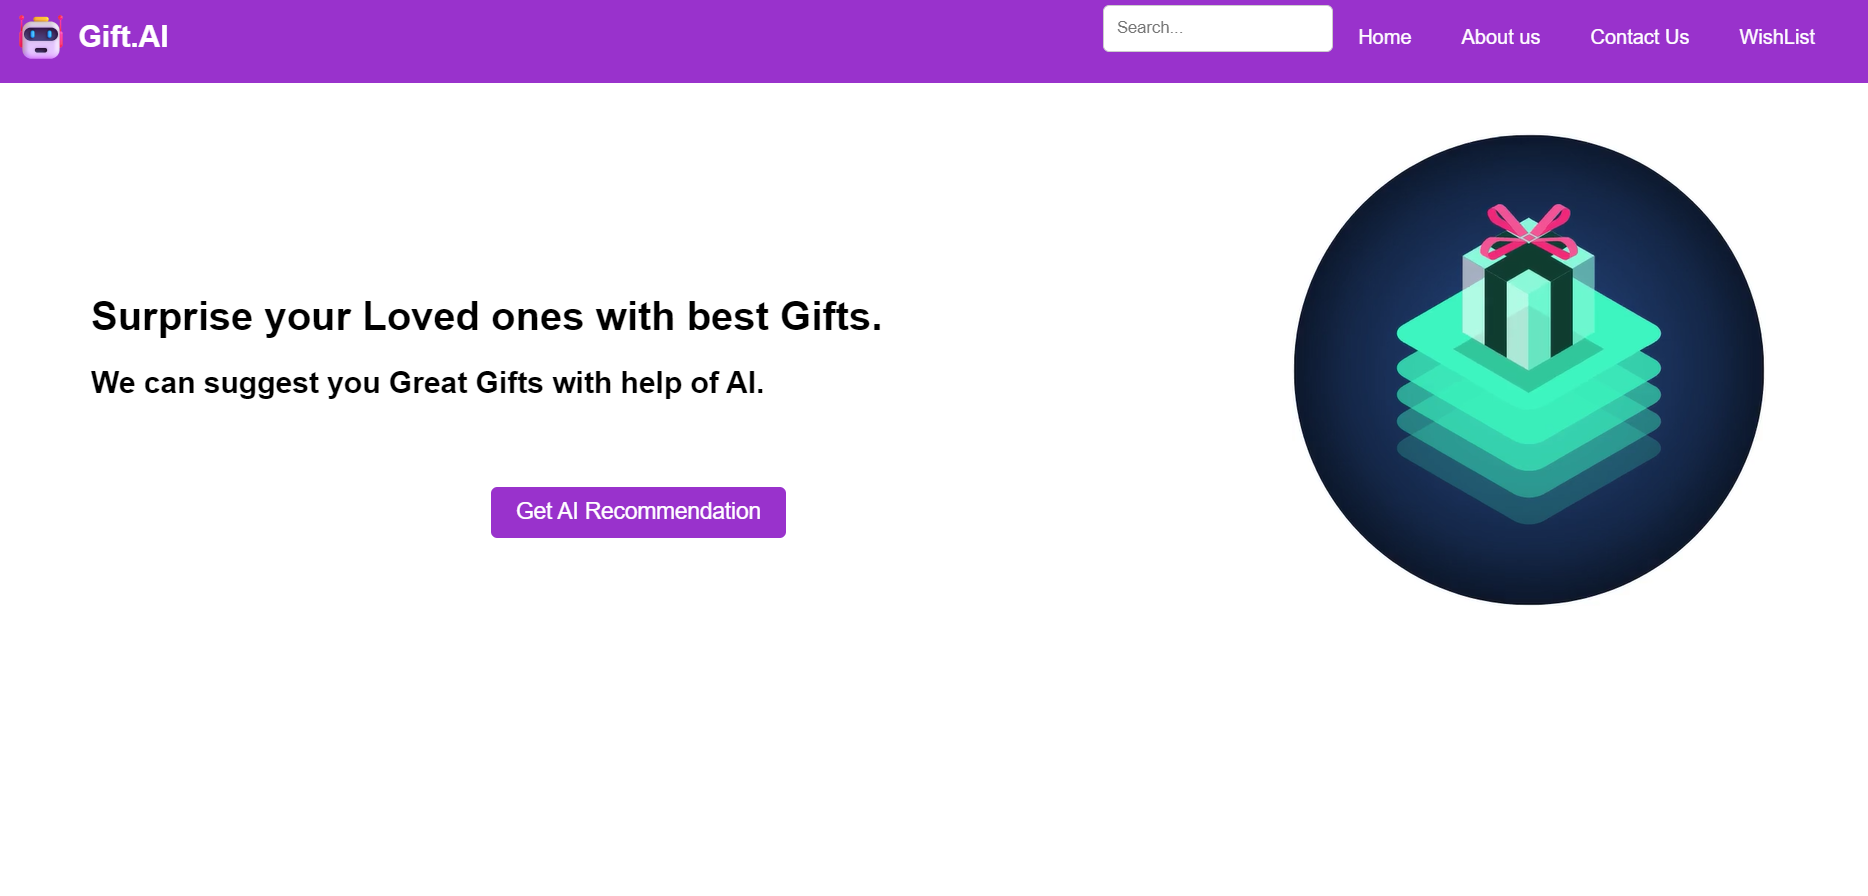 Gift.AI
Search...
Home
About us
Contact Us
WishList
Surprise your Loved ones with best Gifts.
We can suggest you Great Gifts with help of AI.
Get AI Recommendation